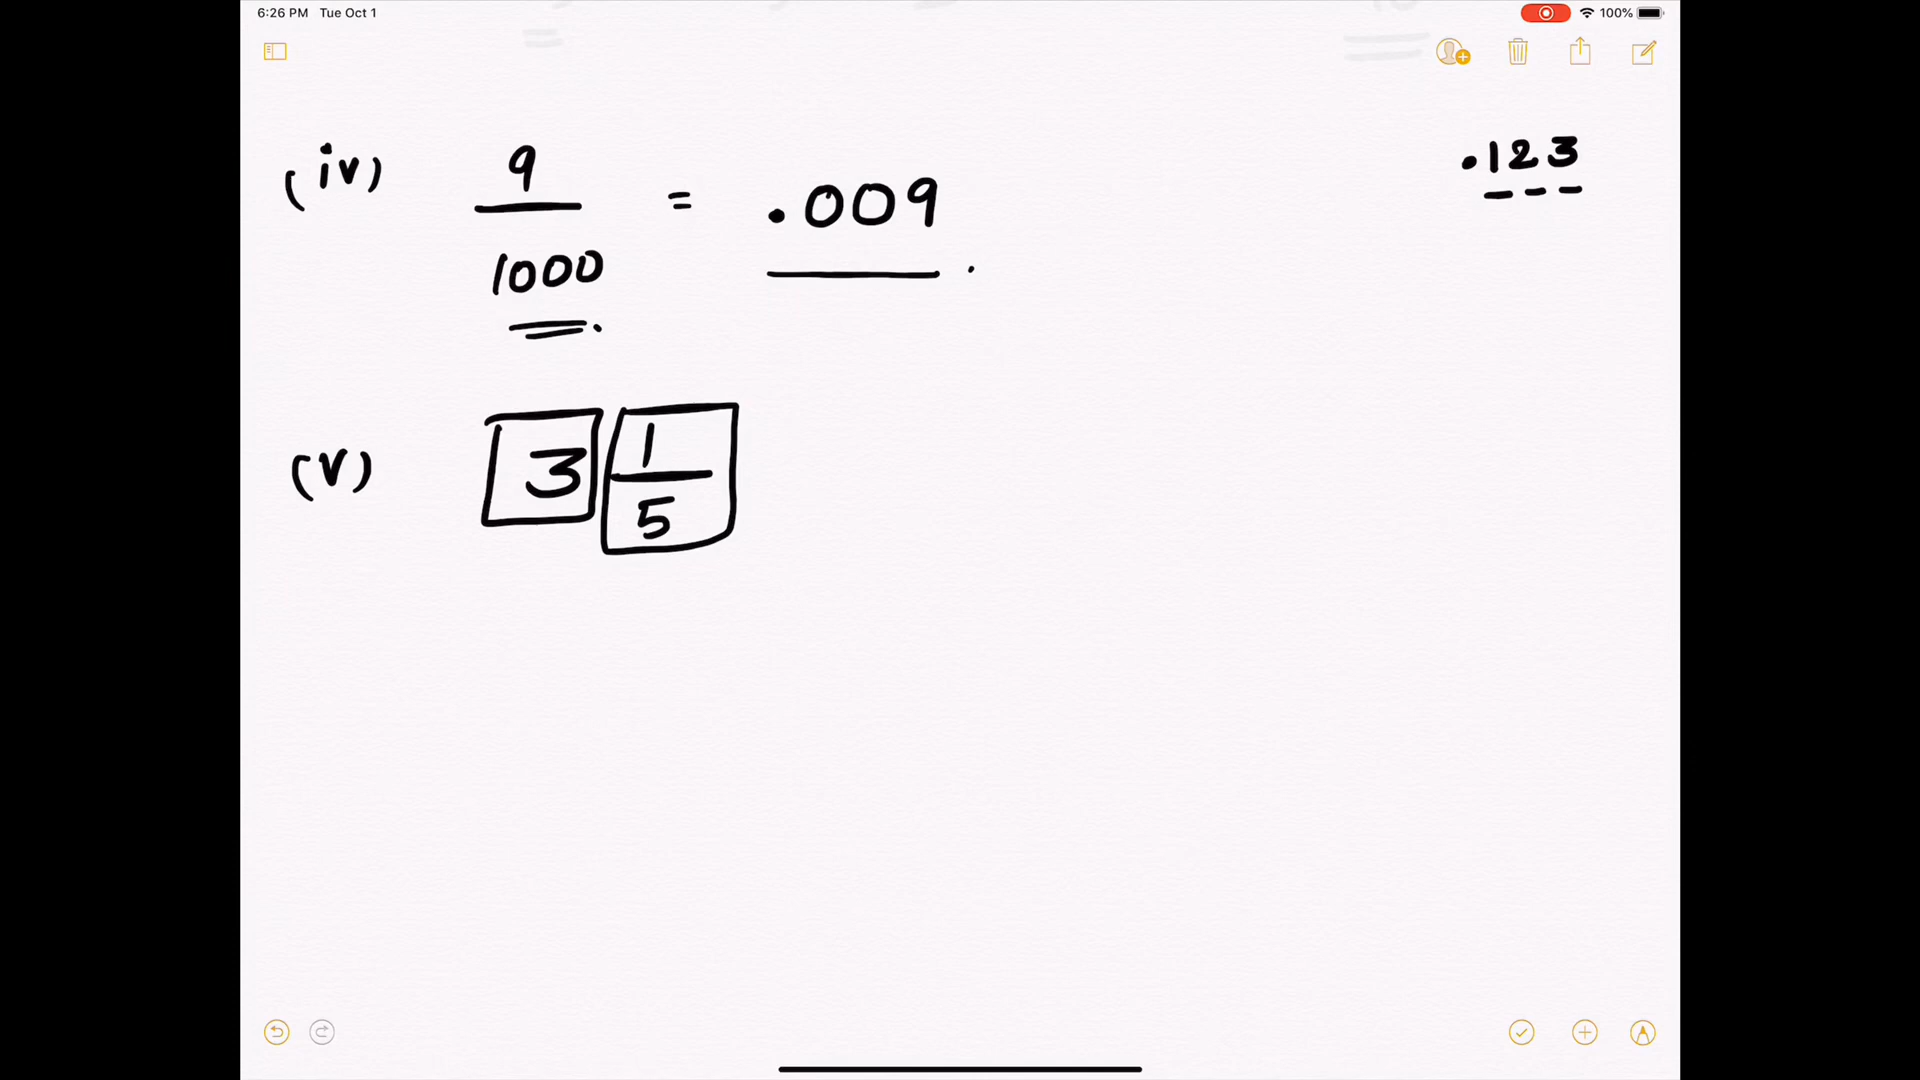 6:26 PM Tue Oct 1 100%
(iv) 9/1000 = .009 .
.123
(v) 3 1/5